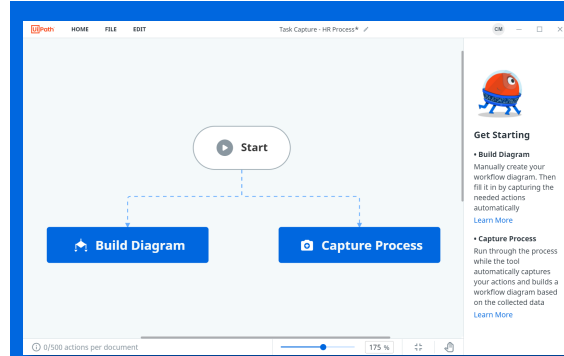 UiPath HOME FILE EDIT Task Capture - HR Process* CM
Start
Build Diagram
Capture Process
Get Starting
• Build Diagram
Manually create your
workflow diagram. Then
fill it in by capturing the
needed actions
automatically
Learn More
• Capture Process
Run through the process
while the tool
automatically captures
your actions and builds a
workflow diagram based
on the collected data
Learn More
0/500 actions per document 175 %